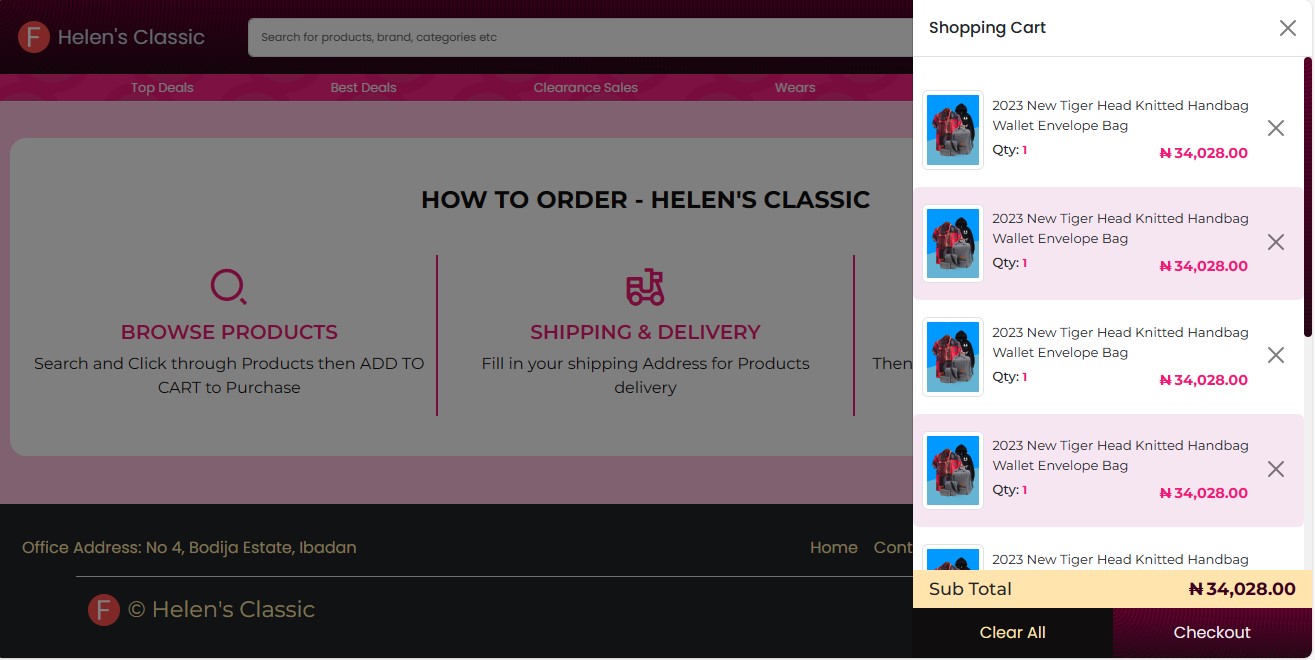 F Helen's Classic
Search for products, brand, categories etc
Top Deals Best Deals Clearance Sales Wears
HOW TO ORDER - HELEN'S CLASSIC
BROWSE PRODUCTS
Search and Click through Products then ADD TO
CART to Purchase
SHIPPING & DELIVERY
Fill in your shipping Address for Products
delivery
Then
Office Address: No 4, Bodija Estate, Ibadan
Home Cont
F © Helen's Classic
Shopping Cart
2023 New Tiger Head Knitted Handbag
Wallet Envelope Bag
Qty: 1 ₦34,028.00
2023 New Tiger Head Knitted Handbag
Wallet Envelope Bag
Qty: 1 ₦34,028.00
2023 New Tiger Head Knitted Handbag
Wallet Envelope Bag
Qty: 1 ₦34,028.00
2023 New Tiger Head Knitted Handbag
Wallet Envelope Bag
Qty: 1 ₦34,028.00
2023 New Tiger Head Knitted Handbag
Sub Total ₦34,028.00
Clear All Checkout